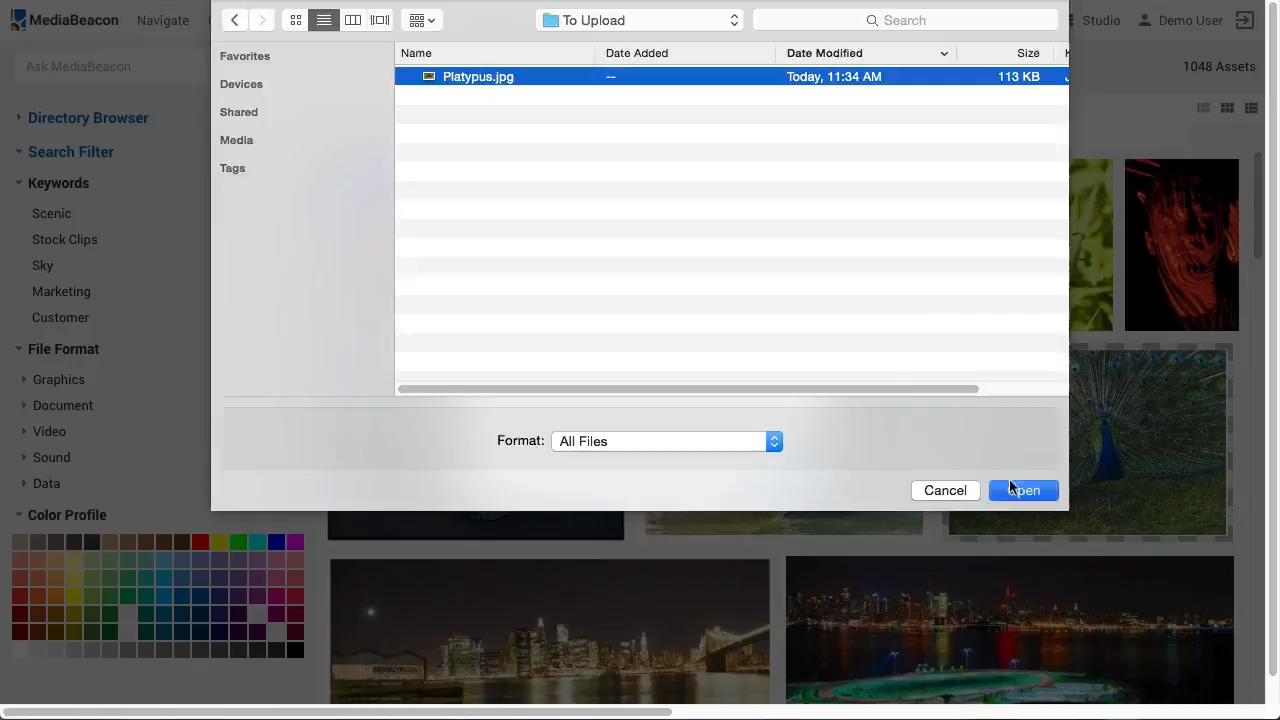 MediaBeacon
Navigate
To Upload
Search
Studio
Demo User
Ask MediaBeacon
1048 Assets
Favorites
Devices
Shared
Media
Tags
Name
Date Added
Date Modified
Size
Platypus.jpg
--
Today, 11:34 AM
113 KB
Directory Browser
Search Filter
Keywords
Scenic
Stock Clips
Sky
Marketing
Customer
File Format
Graphics
Document
Video
Sound
Data
Color Profile
Format:
All Files
Cancel
Open